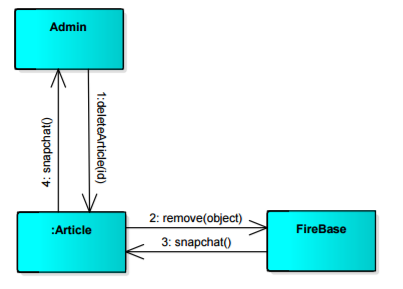 Admin
1:deleteArticle(id)
4: snapchat()
2: remove(object)
:Article
FireBase
3: snapchat()